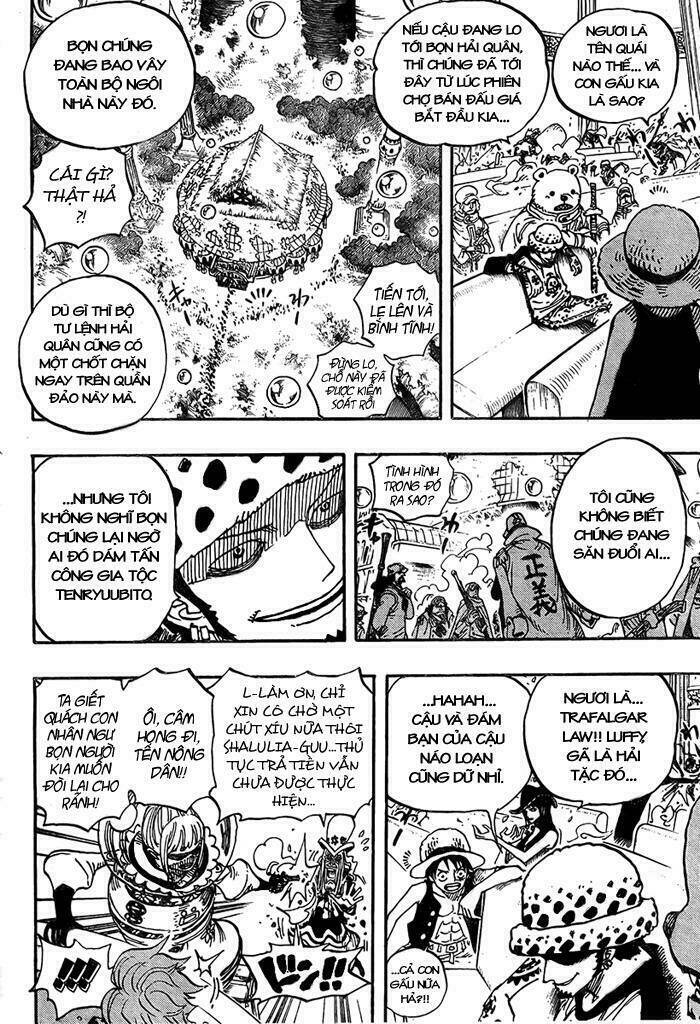 NGƯƠI LÀ
TÊN QUÁI
NÀO THẾ... VÀ
CON GẤU KIA
LÀ SAO?
NẾU CẬU ĐANG LO
TỚI BỌN HẢI QUÂN,
THÌ CHÚNG ĐÃ TỚI
ĐÂY TỪ LÚC PHIÊN
CHỢ BÁN ĐẤU GIÁ
BẮT ĐẦU KIA...
BỌN CHÚNG
ĐANG BAO VÂY
TOÀN BỘ NGÔI
NHÀ NÀY ĐÓ.
CÁI GÌ?
THẬT HẢ
?!
TIẾN TỚI,
LẸ LÊN VÀ
BÌNH TĨNH!
ĐỪNG LO,
CHỖ NÀY ĐÃ
ĐƯỢC KIỂM
SOÁT RỒI
DÙ GÌ THÌ BỘ
TƯ LỆNH HẢI
QUÂN CŨNG CÓ
MỘT CHỐT CHẶN
NGAY TRÊN QUẦN
ĐẢO NÀY MÀ.
TÔI CŨNG
KHÔNG BIẾT
CHÚNG ĐANG
SĂN ĐUỔI AI...
TÌNH HÌNH
TRONG ĐÓ
RA SAO?
正義
...NHƯNG TÔI
KHÔNG NGHĨ BỌN
CHÚNG LẠI NGỜ
AI ĐÓ DÁM TẤN
CÔNG GIA TỘC
TENRYUUBITO.
NGƯƠI LÀ...
TRAFALGAR
LAW!! LUFFY,
GÃ LÀ HẢI
TẶC ĐÓ...
...HAHAH...
CẬU VÀ ĐÁM
BẠN CỦA CẬU
NÁO LOẠN
CŨNG DỮ NHỈ.
...CẢ CON
GẤU NỮA
HẢ?!!
L-LÀM ƠN, CHỈ
XIN CÔ CHỜ MỘT
CHÚT XÍU NỮA THÔI
SHALULIA-GUU...THỦ
TỤC TRẢ TIỀN VẪN
CHƯA ĐƯỢC THỰC
HIỆN...
ÔI, CÂM
HỌNG ĐI,
TÊN NÔNG
DÂN!!
TA GIẾT
QUÁCH CON
NHÂN NGƯ
BỌN NGƯỜI
KIA MUỐN
ĐÒI LẠI CHO
RẢNH!
ドン!!
!!!